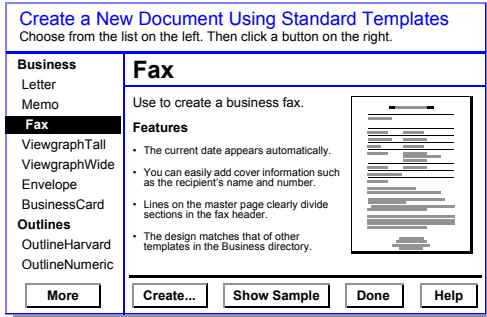 Create a New Document Using Standard Templates
Choose from the list on the left. Then click a button on the right.
Business
Letter
Memo
Fax
ViewgraphTall
ViewgraphWide
Envelope
BusinessCard
Outlines
OutlineHarvard
OutlineNumeric
More
Fax
Use to create a business fax.
Features
• The current date appears automatically.
• You can easily add cover information such
as the recipient's name and number.
• Lines on the master page clearly divide
sections in the fax header.
• The design matches that of other
templates in the Business directory.
Create...
Show Sample
Done
Help